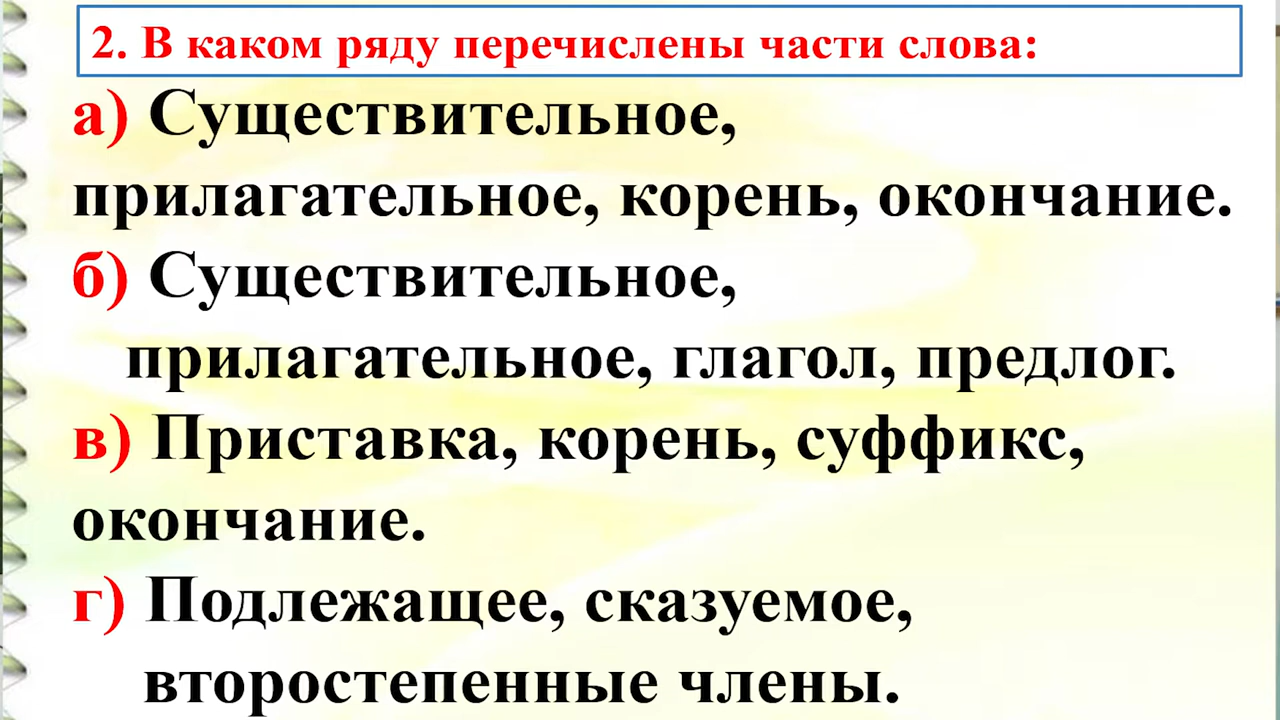 2. В каком ряду перечислены части слова:
а) Существительное,
прилагательное, корень, окончание.
б) Существительное,
прилагательное, глагол, предлог.
в) Приставка, корень, суффикс,
окончание.
г) Подлежащее, сказуемое,
второстепенные члены.